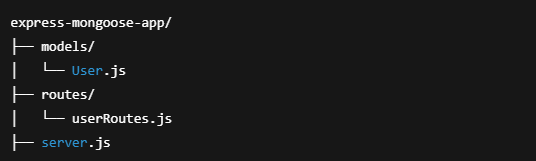 express-mongoose-app/
├── models/
│   └── User.js
├── routes/
│   └── userRoutes.js
├── server.js